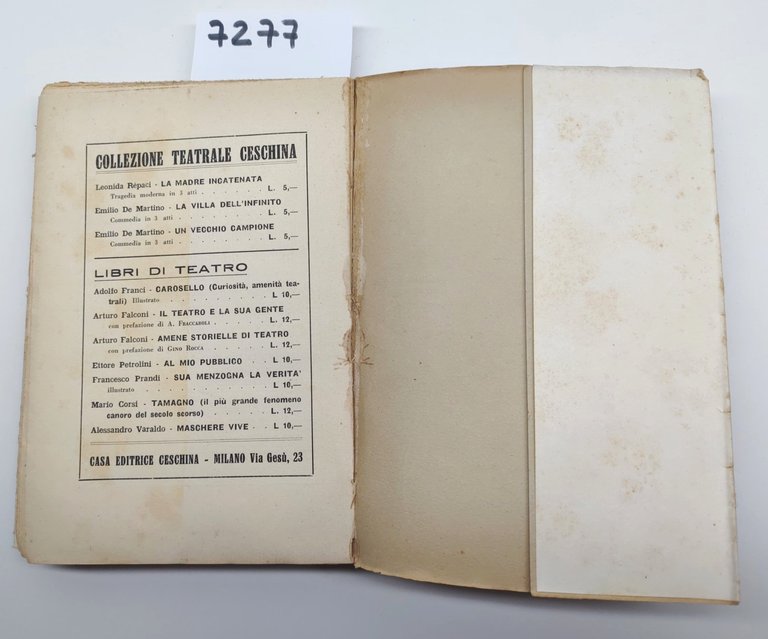 7277
COLLEZIONE TEATRALE CESCHINA
Leonida Rèpaci - LA MADRE INCATENATA
Tragedia moderna in 3 atti . . . . . . . L. 5,—
Emilio De Martino - LA VILLA DELL'INFINITO
Commedia in 3 atti . . . . . . . . . L. 5,—
Emilio De Martino - UN VECCHIO CAMPIONE
Commedia in 3 atti . . . . . . . . . L. 5,—
LIBRI DI TEATRO
Adolfo Franci - CAROSELLO (Curiosità, amenità tea-
trali) Illustrato . . . . . . . . . L 10,—
Arturo Falconi - IL TEATRO E LA SUA GENTE
con prefazione di A. FRACCAROLI . . . . . L. 12,—
Arturo Falconi - AMENE STORIELLE DI TEATRO
con prefazione di GINO ROCCA . . . . . . L. 12,—
Ettore Petrolini - AL MIO PUBBLICO . . . L 10,—
Francesco Prandi - SUA MENZOGNA LA VERITA'
illustrato . . . . . . . . . . . . L 10,—
Mario Corsi - TAMAGNO (il più grande fenomeno
canoro del secolo scorso) . . . . . . L. 12,—
Alessandro Varaldo - MASCHERE VIVE . . L 10,—
CASA EDITRICE CESCHINA - MILANO Via Gesù, 23